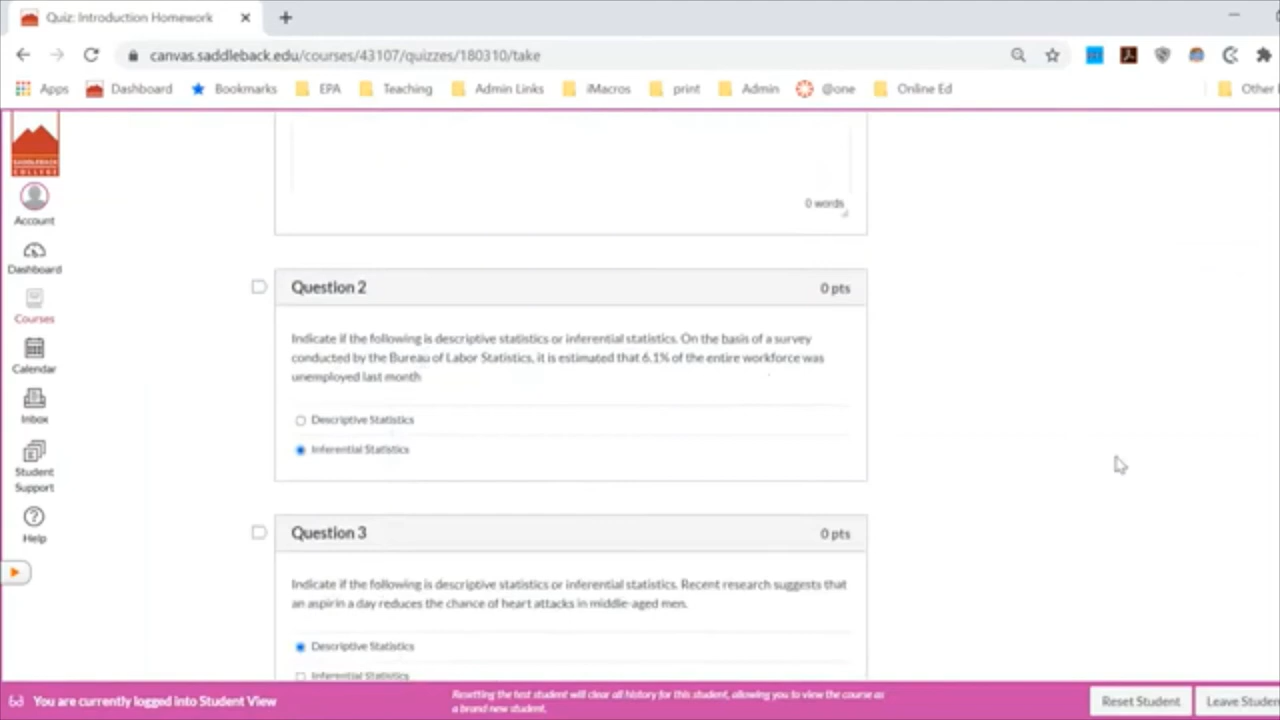 Quiz: Introduction Homework
canvas.saddleback.edu/courses/43107/quizzes/180310/take
Apps
Dashboard
Bookmarks
EPA
Teaching
Admin Links
iMacros
print
Admin
@one
Online Ed
Other
SADDLEBACK
COLLEGE
Account
Dashboard
Courses
Calendar
Inbox
Student
Support
Help
0 words
Question 2
0 pts
Indicate if the following is descriptive statistics or inferential statistics. On the basis of a survey
conducted by the Bureau of Labor Statistics, it is estimated that 6.1% of the entire workforce was
unemployed last month
Descriptive Statistics
Inferential Statistics
Question 3
0 pts
Indicate if the following is descriptive statistics or inferential statistics. Recent research suggests that
an aspirin a day reduces the chance of heart attacks in middle-aged men.
Descriptive Statistics
Inferential Statistics
You are currently logged into Student View
Resetting the test student will clear all history for this student, allowing you to view the course as
a brand new student.
Reset Student
Leave Studen